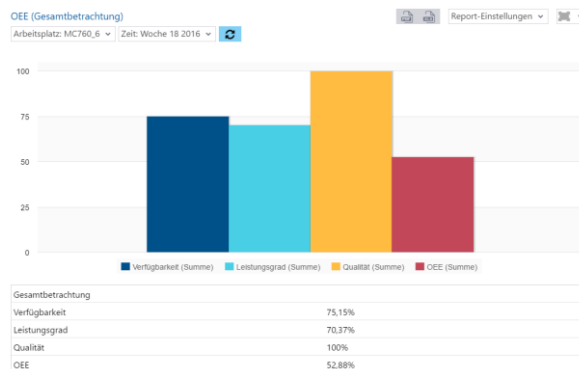 OEE (Gesamtbetrachtung)
Report-Einstellungen
Arbeitsplatz: MC760_6 Zeit: Woche 18 2016
100
75
50
25
0
Verfügbarkeit (Summe) Leistungsgrad (Summe) Qualität (Summe) OEE (Summe)
Gesamtbetrachtung
Verfügbarkeit 75,15%
Leistungsgrad 70,37%
Qualität 100%
OEE 52,88%